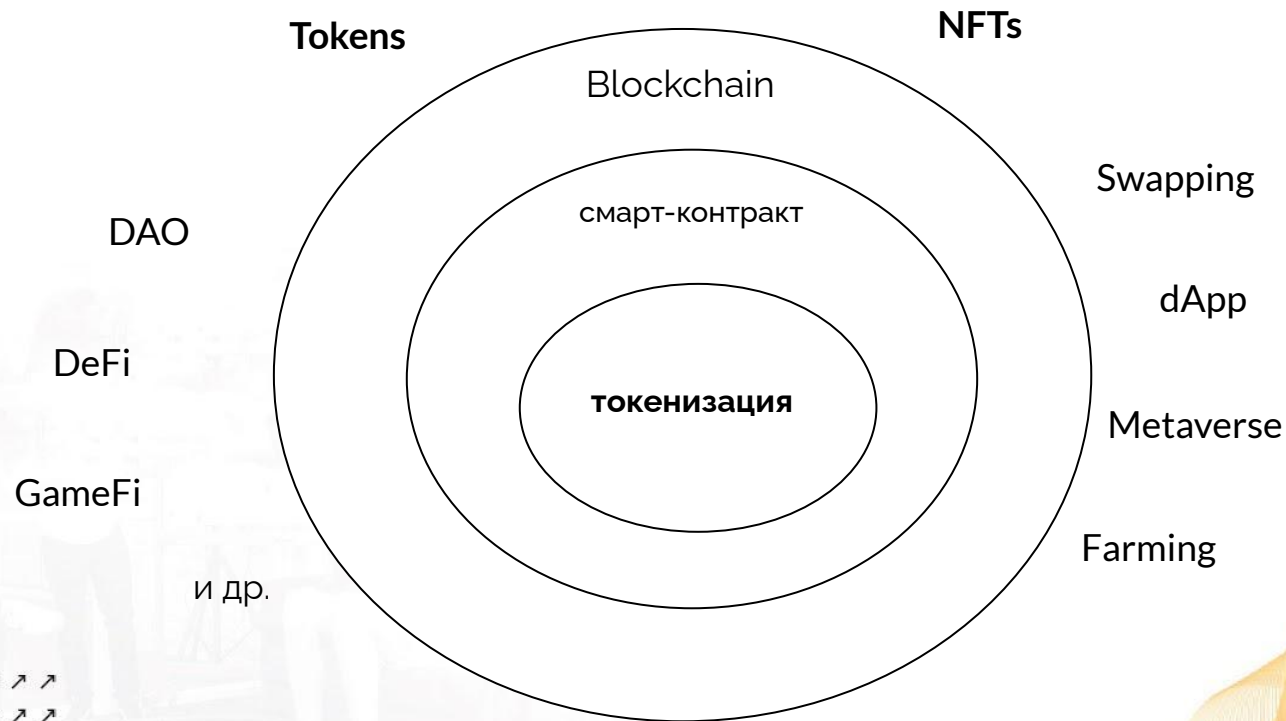 Tokens
NFTs
Blockchain
Swapping
смарт-контракт
DAO
dApp
DeFi
токенизация
Metaverse
GameFi
Farming
и др.